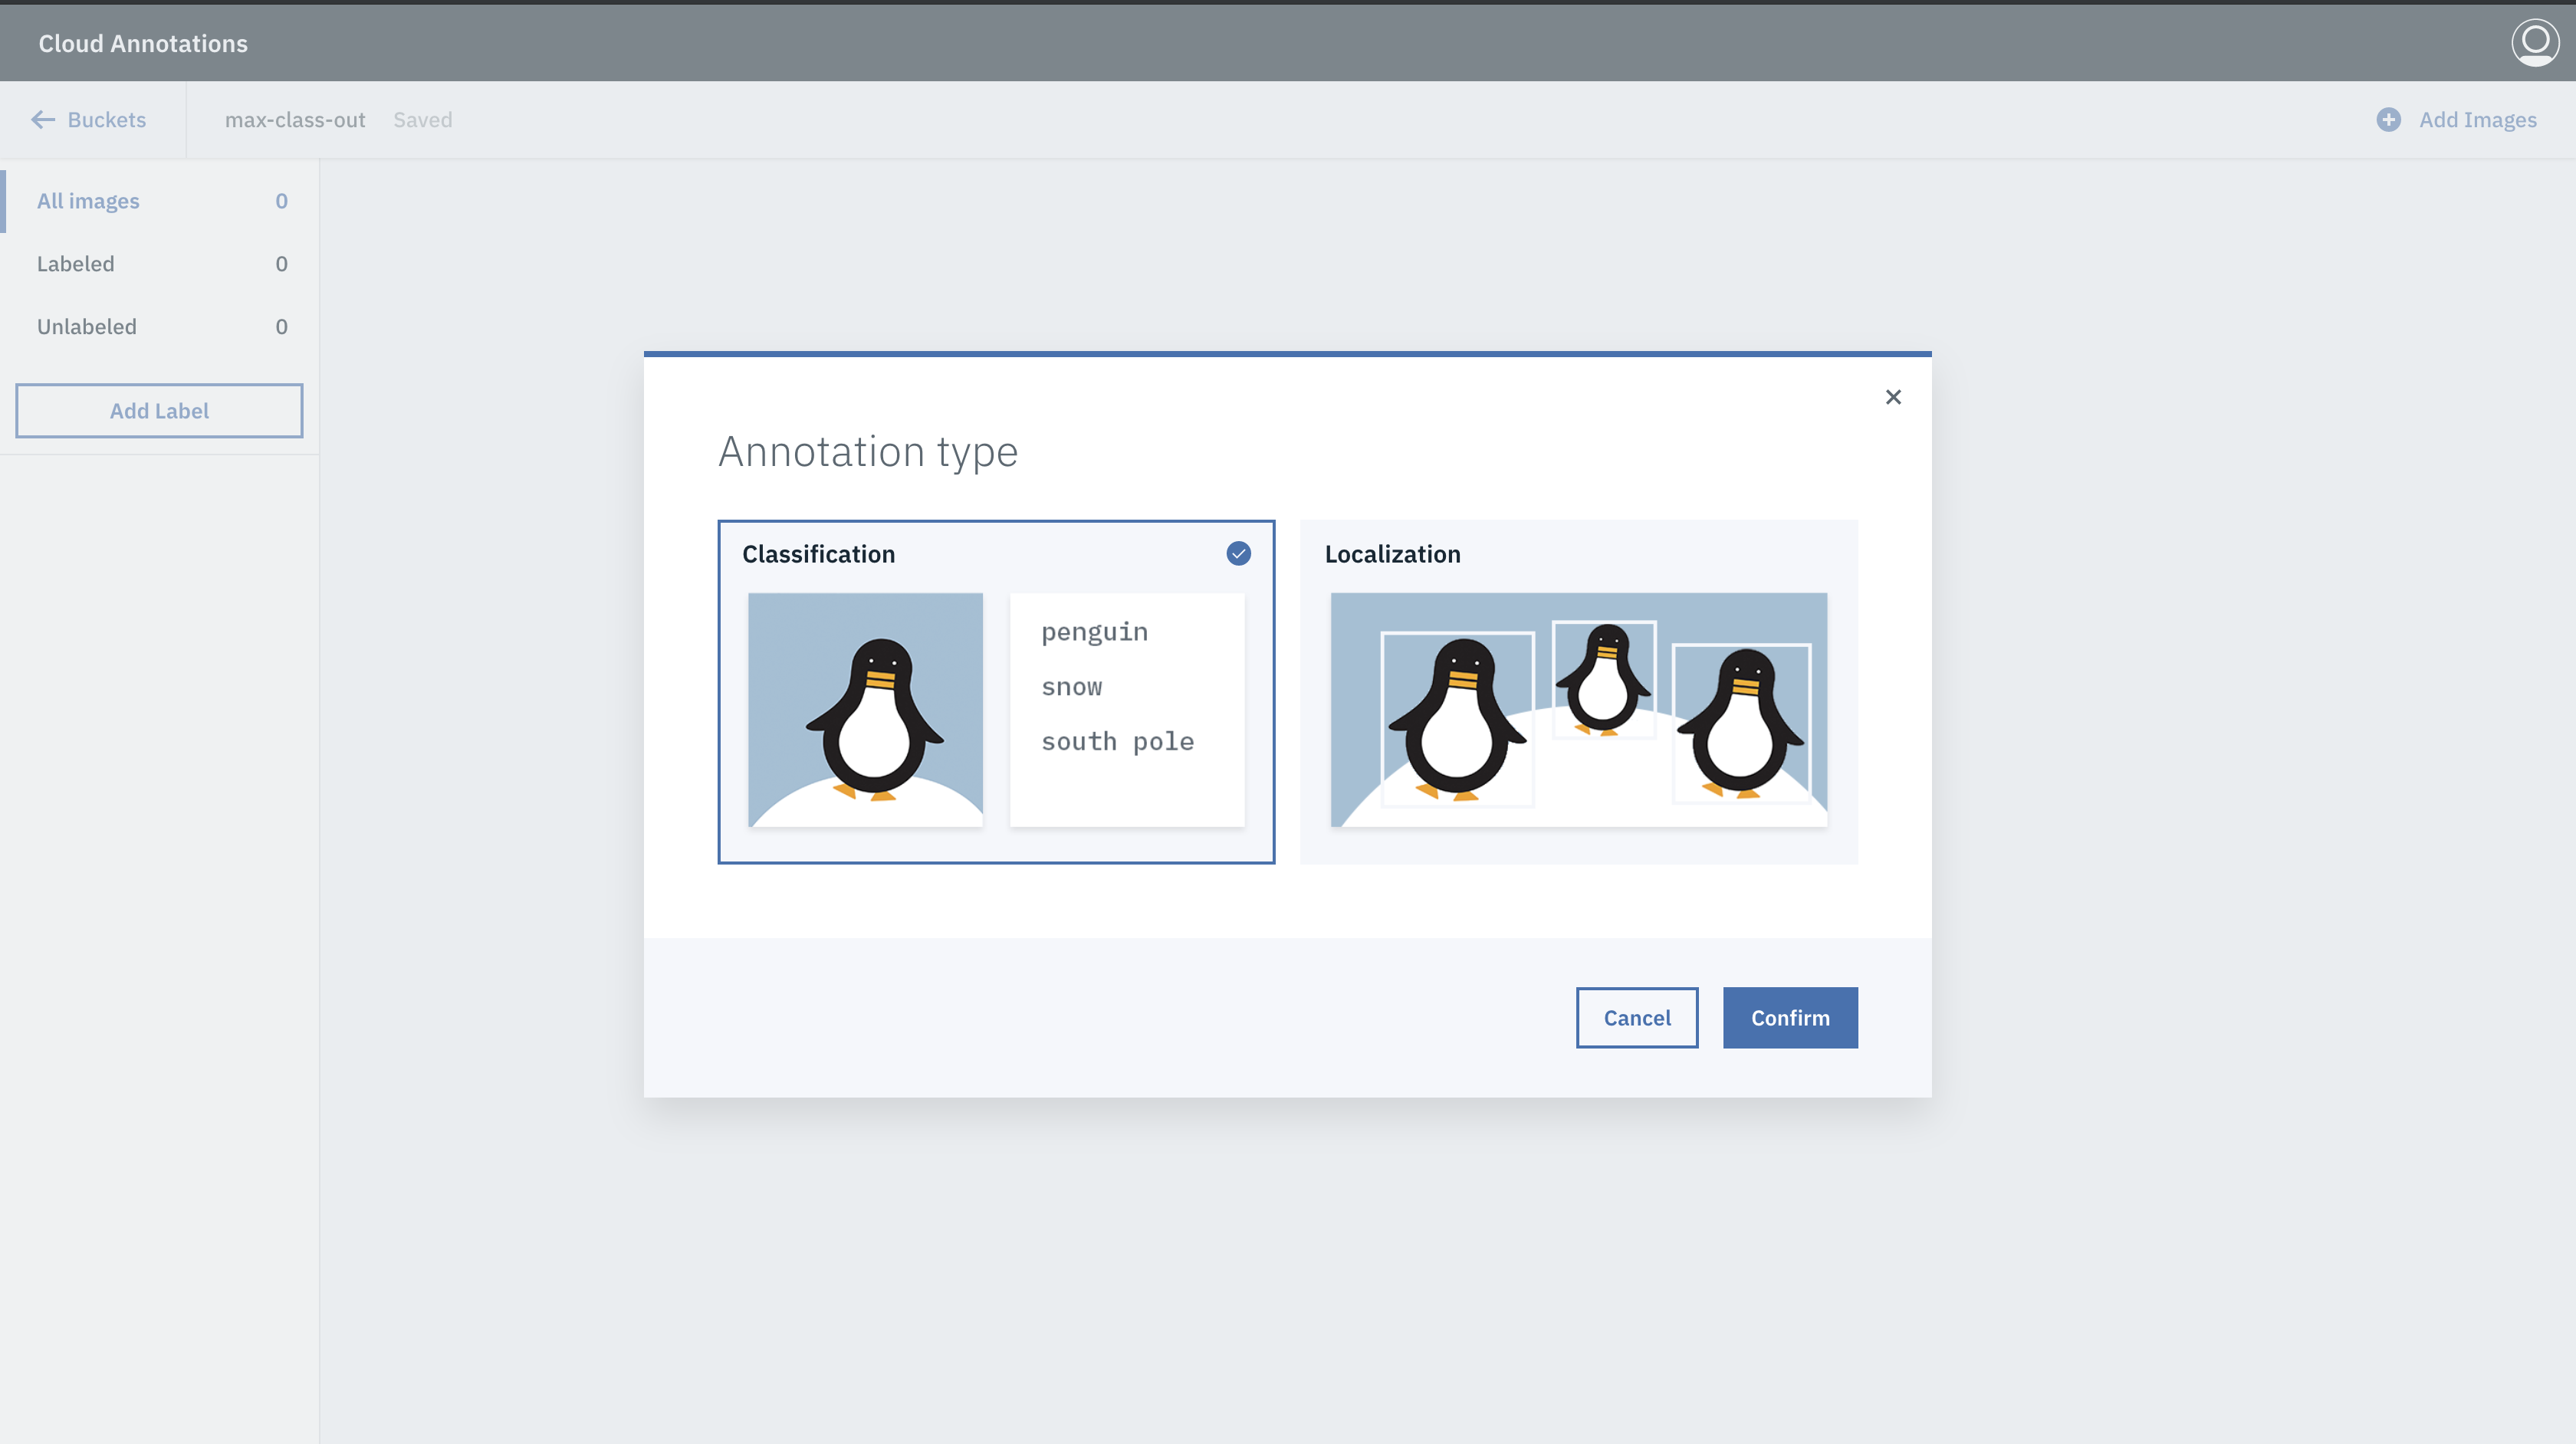 Cloud Annotations
Buckets
max-class-out Saved
Add Images
All images 0
Labeled 0
Unlabeled 0
Add Label
Annotation type
Classification
penguin
snow
south pole
Localization
Cancel
Confirm